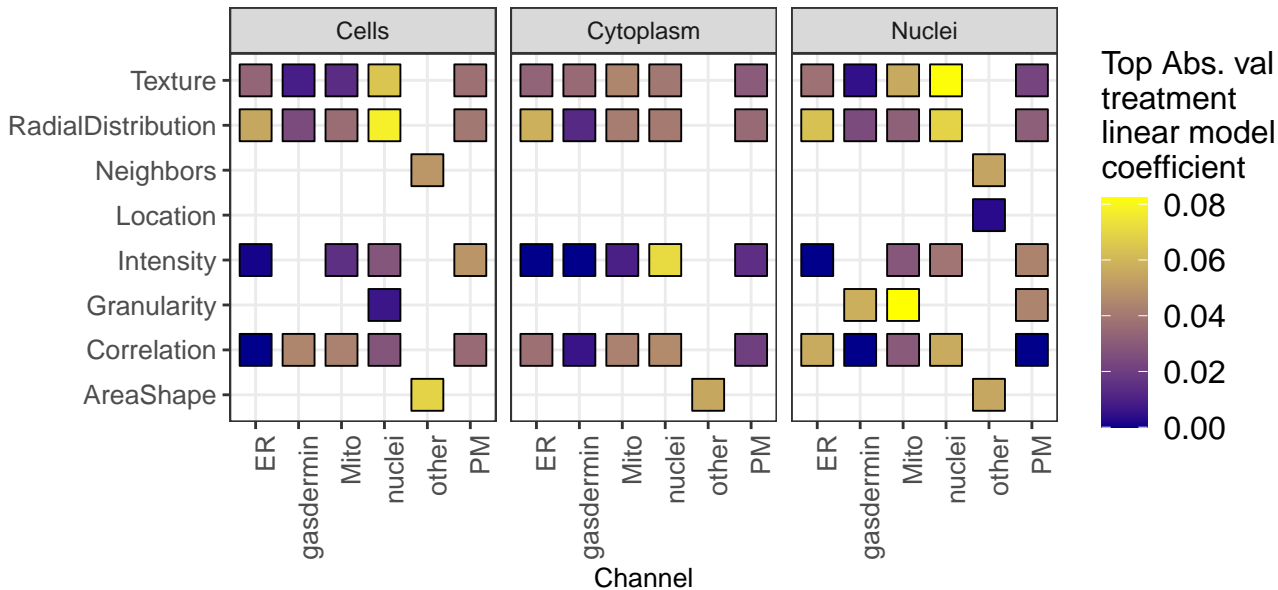 Cells
Cytoplasm
Nuclei
Texture
RadialDistribution
Neighbors
Location
Intensity
Granularity
Correlation
AreaShape
ER
gasdermin
Mito
nuclei
other
PM
ER
gasdermin
Mito
nuclei
other
PM
ER
gasdermin
Mito
nuclei
other
PM
Channel
Top Abs. val
treatment
linear model
coefficient
0.08
0.06
0.04
0.02
0.00